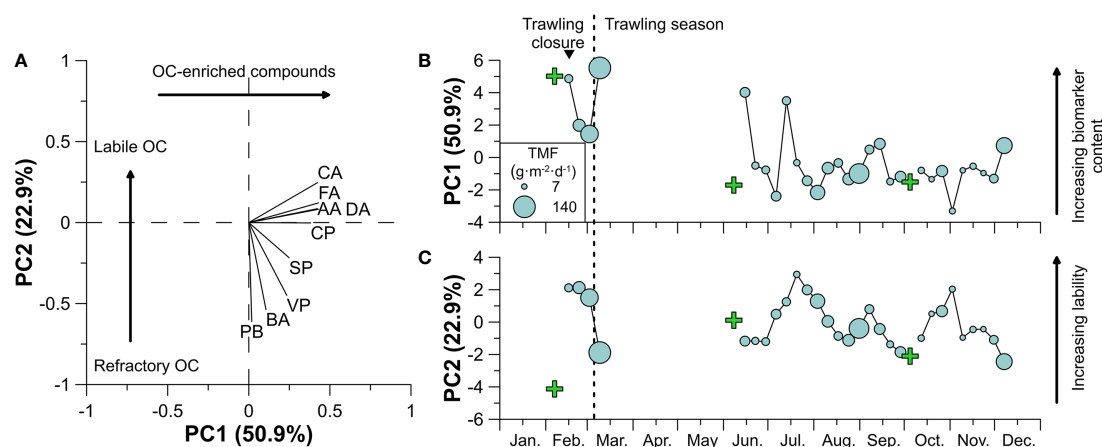 A
1
0.5
0
-0.5
-1
-1
-0.5
0
0.5
1
PC2 (22.9%)
PC1 (50.9%)
OC-enriched compounds
Labile OC
Refractory OC
CA
FA
AA DA
CP
SP
VP
BA
PB
Trawling closure
Trawling season
B
6
4
2
0
-2
-4
PC1 (50.9%)
TMF
(g·m-2·d-1)
7
140
Increasing biomarker
content
C
4
2
0
-2
-4
-6
PC2 (22.9%)
Increasing lability
Jan. Feb. Mar. Apr. May Jun. Jul. Aug. Sep. Oct. Nov. Dec.